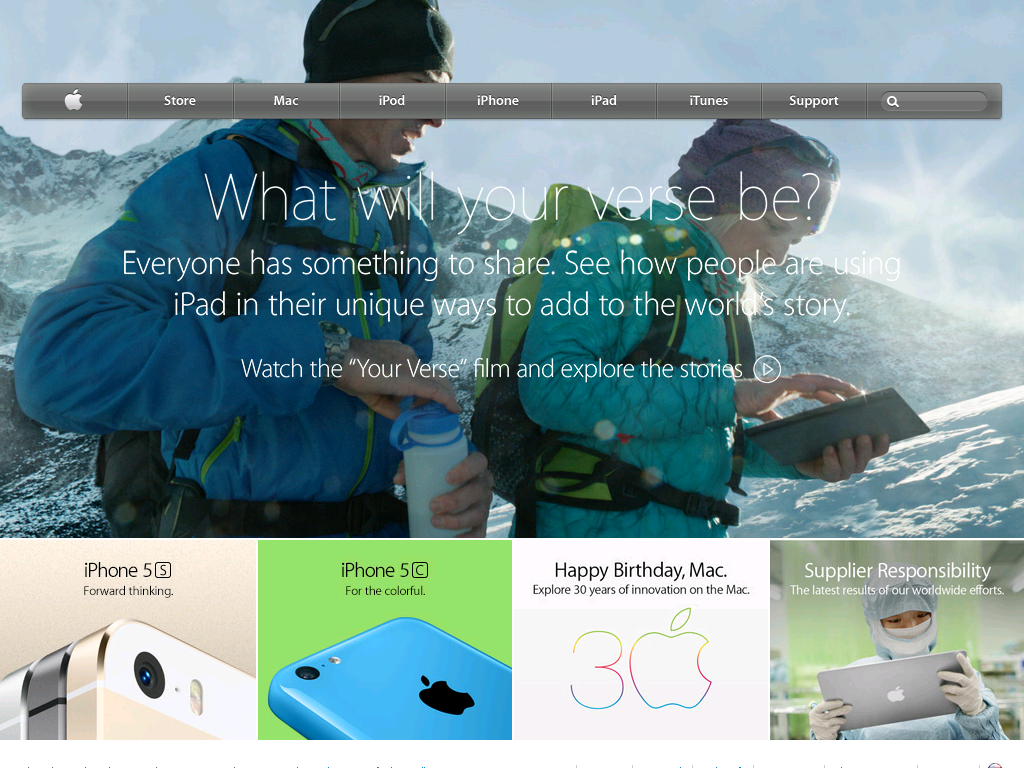 Store Mac iPod iPhone iPad iTunes Support
What will your verse be?
Everyone has something to share. See how people are using
iPad in their unique ways to add to the world's story.
Watch the “Your Verse” film and explore the stories
iPhone 5S
Forward thinking.
iPhone 5C
For the colorful.
Happy Birthday, Mac.
Explore 30 years of innovation on the Mac.
30
Supplier Responsibility
The latest results of our worldwide efforts.